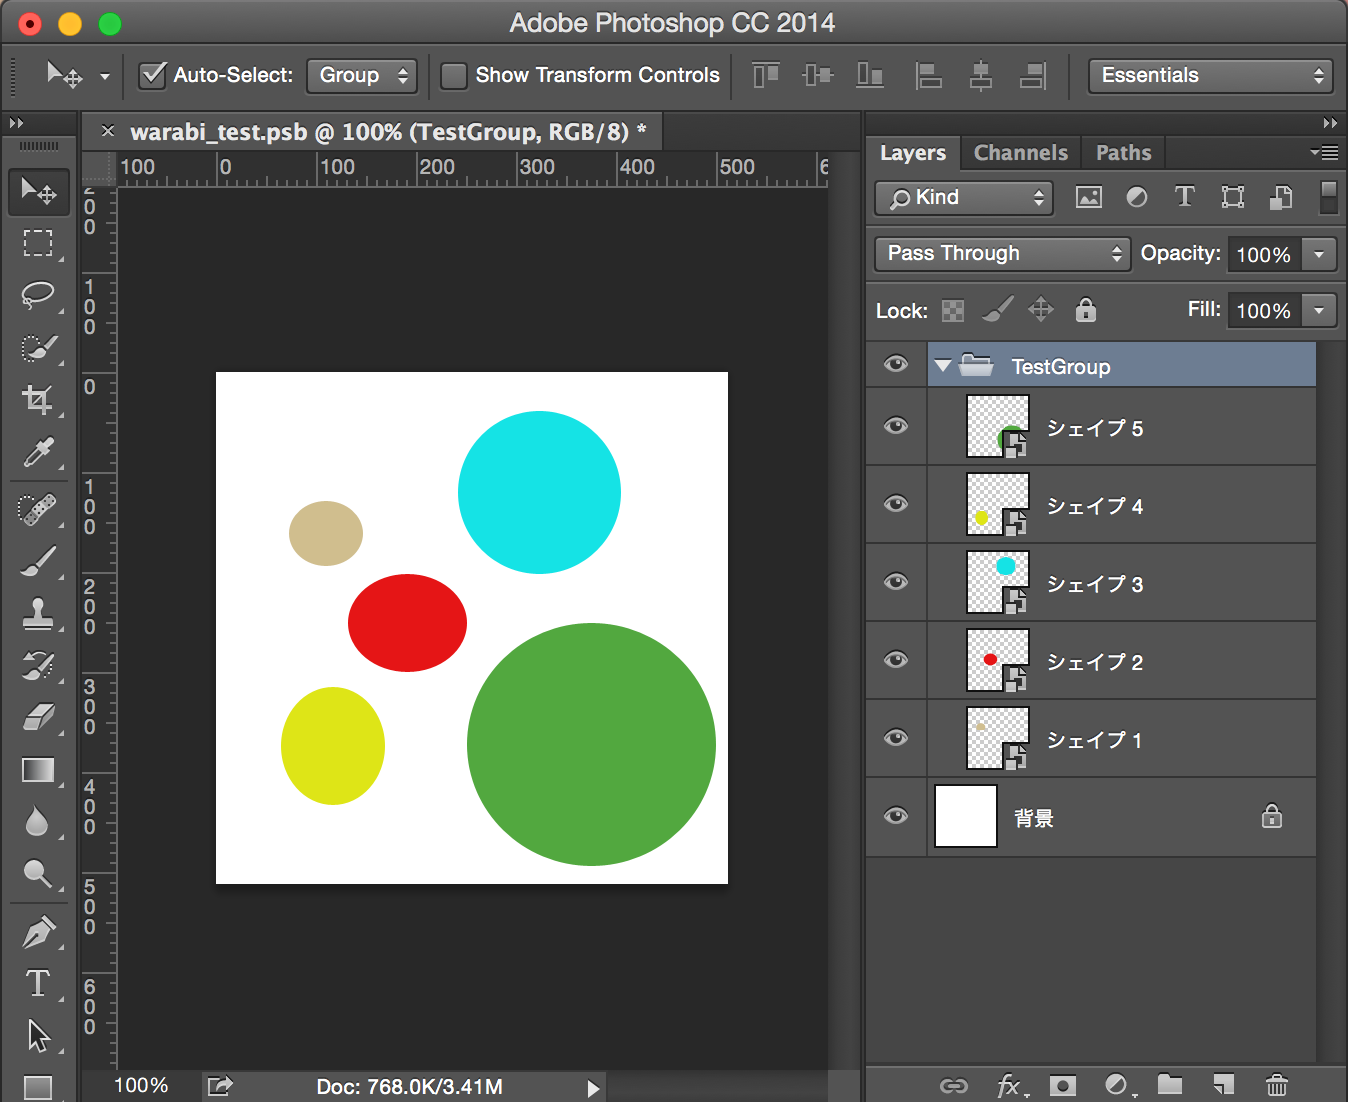 Adobe Photoshop CC 2014
Auto-Select: Group Show Transform Controls Essentials
warabi_test.psb @ 100% (TestGroup, RGB/8) *
100 0 100 200 300 400 500 6
Layers Channels Paths
Kind
Pass Through Opacity: 100%
Lock: Fill: 100%
TestGroup
シェイプ 5
シェイプ 4
シェイプ 3
シェイプ 2
シェイプ 1
背景
200
100
0
100
200
300
400
500
600
T
100% Doc: 768.0K/3.41M
fx